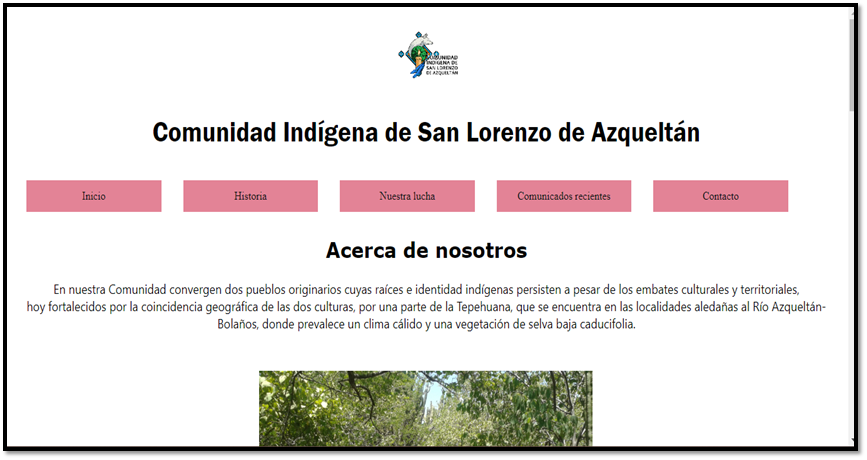 COMUNIDAD
INDÍGENA DE
SAN LORENZO
DE AZQUELTÁN
Comunidad Indígena de San Lorenzo de Azqueltán
Inicio
Historia
Nuestra lucha
Comunicados recientes
Contacto
Acerca de nosotros
En nuestra Comunidad convergen dos pueblos originarios cuyas raíces e identidad indígenas persisten a pesar de los embates culturales y territoriales,
hoy fortalecidos por la coincidencia geográfica de las dos culturas, por una parte de la Tepehuana, que se encuentra en las localidades aledañas al Río Azqueltán-
Bolaños, donde prevalece un clima cálido y una vegetación de selva baja caducifolia.